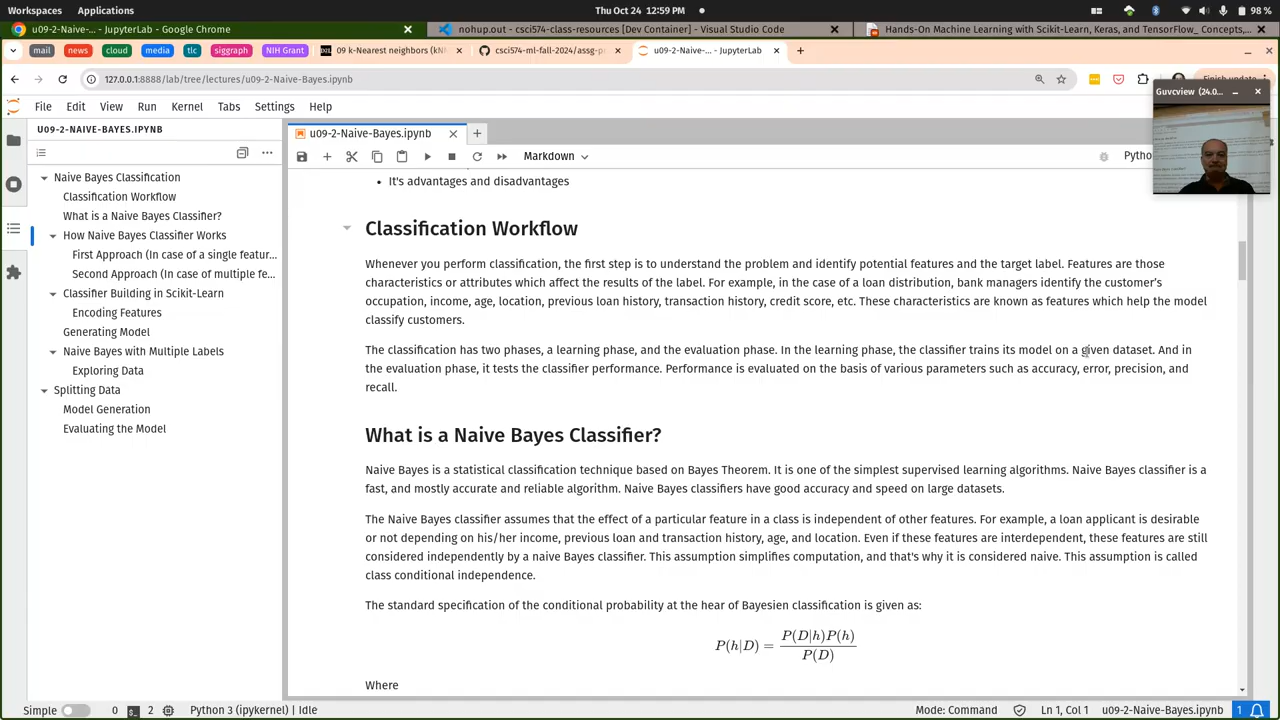 Workspaces Applications Thu Oct 24 12:59 PM 98 %
u09-2-Naive-... - JupyterLab - Google Chrome
nohup.out - csci574-class-resources [Dev Container] - Visual Studio Code
Hands-On Machine Learning with Scikit-Learn, Keras, and TensorFlow_ Concepts,...
mail news cloud media tlc siggraph NIH Grant 09 k-Nearest neighbors (kN csci574-ml-fall-2024/assg-p u09-2-Naive-... - JupyterLab
127.0.0.1:8888/lab/tree/lectures/u09-2-Naive-Bayes.ipynb
Guvcview (24.0...
File Edit View Run Kernel Tabs Settings Help
U09-2-NAIVE-BAYES.IPYNB
u09-2-Naive-Bayes.ipynb
Markdown
Pytho
Naive Bayes Classification
Classification Workflow
What is a Naive Bayes Classifier?
How Naive Bayes Classifier Works
First Approach (In case of a single featur...
Second Approach (In case of multiple fe...
Classifier Building in Scikit-Learn
Encoding Features
Generating Model
Naive Bayes with Multiple Labels
Exploring Data
Splitting Data
Model Generation
Evaluating the Model
• It's advantages and disadvantages
Classification Workflow
Whenever you perform classification, the first step is to understand the problem and identify potential features and the target label. Features are those
characteristics or attributes which affect the results of the label. For example, in the case of a loan distribution, bank managers identify the customer's
occupation, income, age, location, previous loan history, transaction history, credit score, etc. These characteristics are known as features which help the model
classify customers.
The classification has two phases, a learning phase, and the evaluation phase. In the learning phase, the classifier trains its model on a given dataset. And in
the evaluation phase, it tests the classifier performance. Performance is evaluated on the basis of various parameters such as accuracy, error, precision, and
recall.
What is a Naive Bayes Classifier?
Naive Bayes is a statistical classification technique based on Bayes Theorem. It is one of the simplest supervised learning algorithms. Naive Bayes classifier is a
fast, and mostly accurate and reliable algorithm. Naive Bayes classifiers have good accuracy and speed on large datasets.
The Naive Bayes classifier assumes that the effect of a particular feature in a class is independent of other features. For example, a loan applicant is desirable
or not depending on his/her income, previous loan and transaction history, age, and location. Even if these features are interdependent, these features are still
considered independently by a naive Bayes classifier. This assumption simplifies computation, and that's why it is considered naive. This assumption is called
class conditional independence.
The standard specification of the conditional probability at the hear of Bayesien classification is given as:
P(h|D) = P(D|h)P(h) / P(D)
Where
Simple 0 2 Python 3 (ipykernel) | Idle Mode: Command Ln 1, Col 1 u09-2-Naive-Bayes.ipynb 1